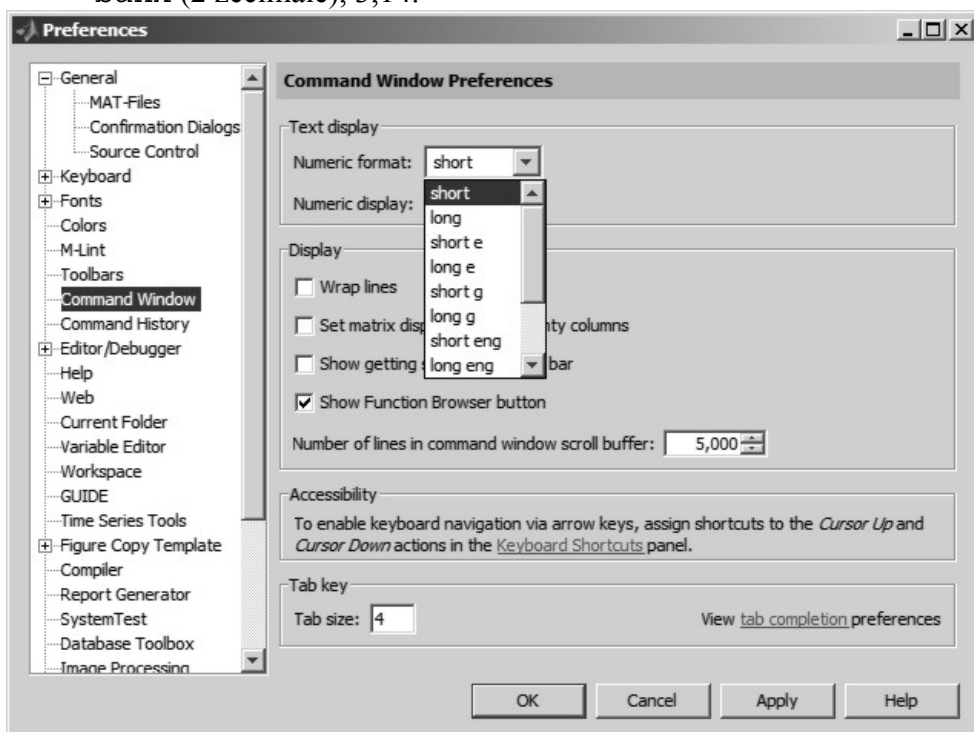 bank (2 zecimale), 3,14.
Preferences
General
MAT-Files
Confirmation Dialogs
Source Control
Keyboard
Fonts
Colors
M-Lint
Toolbars
Command Window
Command History
Editor/Debugger
Help
Web
Current Folder
Variable Editor
Workspace
GUIDE
Time Series Tools
Figure Copy Template
Compiler
Report Generator
SystemTest
Database Toolbox
Image Processing
Command Window Preferences
Text display
Numeric format: short
Numeric display:
short
long
short e
long e
short g
long g
short eng
long eng
Display
Wrap lines
Set matrix columns
Show getting bar
Show Function Browser button
Number of lines in command window scroll buffer: 5,000
Accessibility
To enable keyboard navigation via arrow keys, assign shortcuts to the Cursor Up and
Cursor Down actions in the Keyboard Shortcuts panel.
Tab key
Tab size: 4
View tab completion preferences
OK Cancel Apply Help